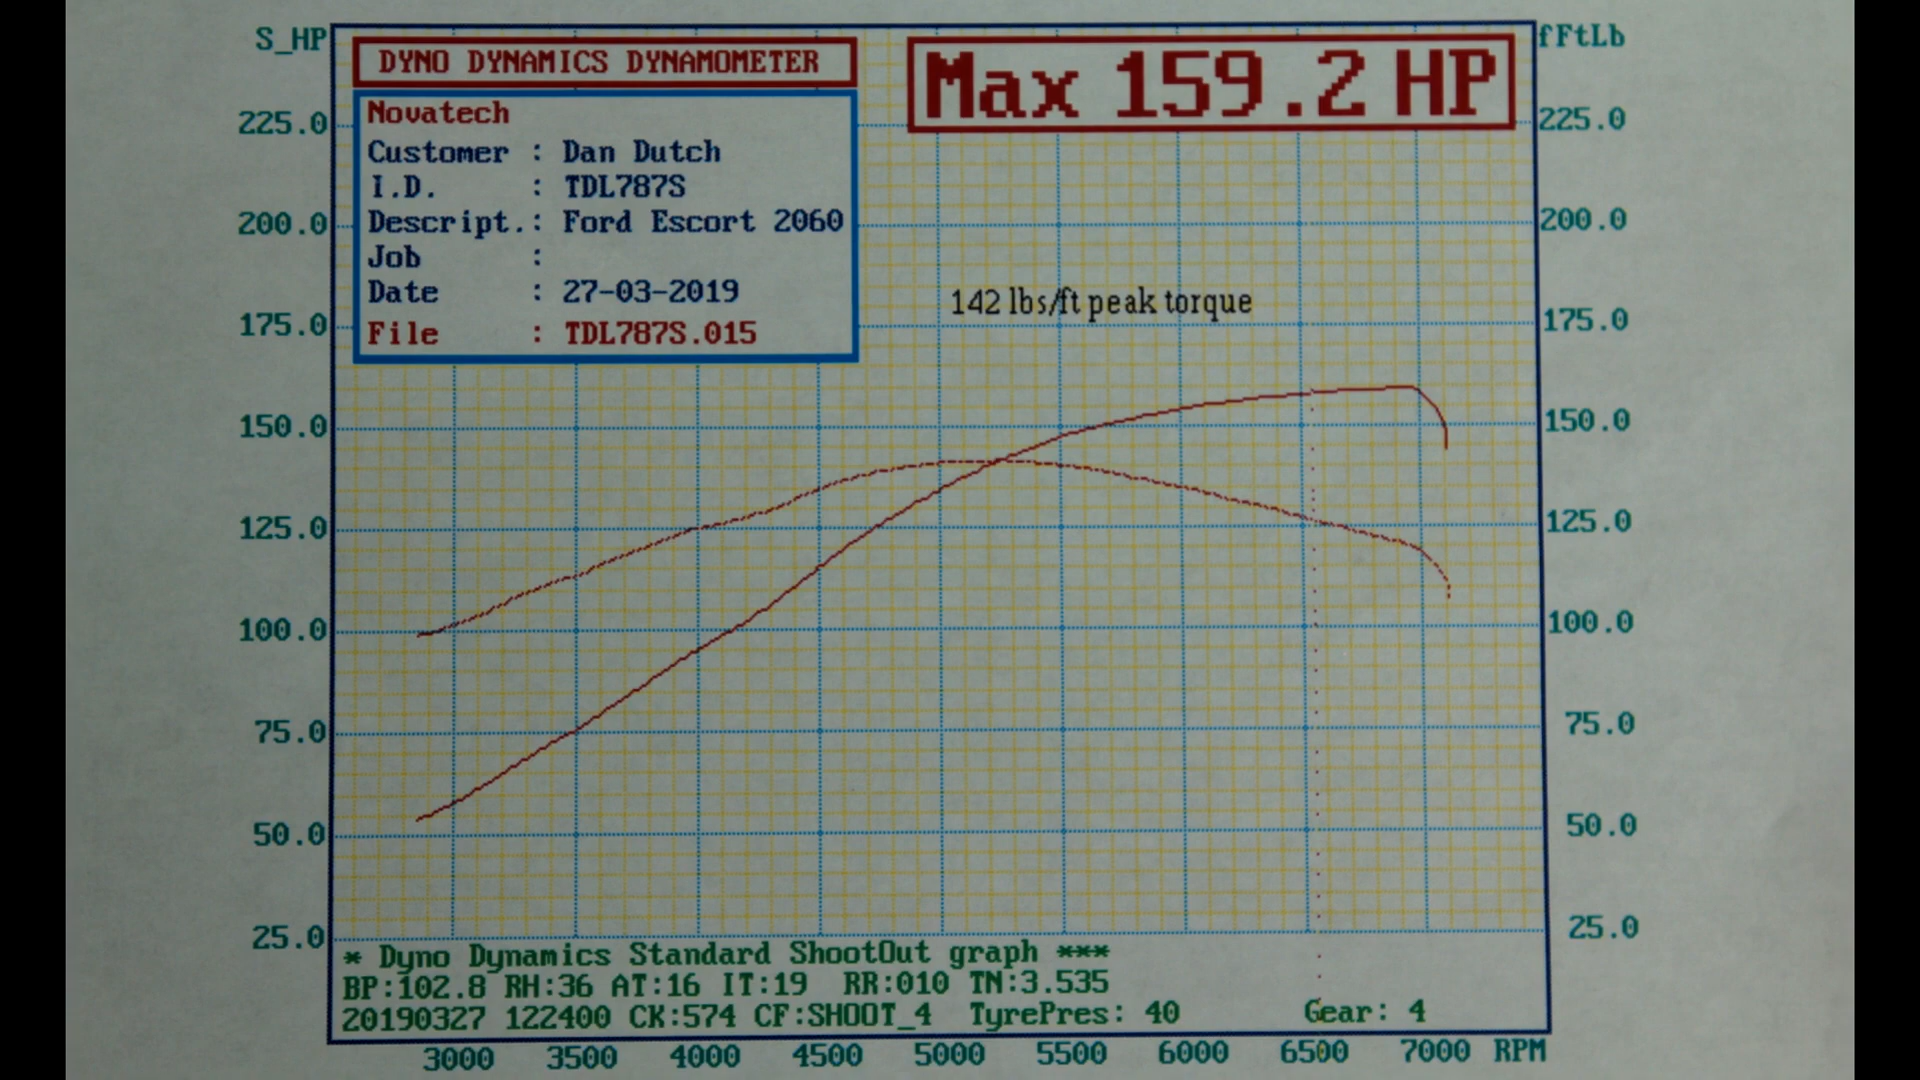 S_HP
fFtLb
DYNO DYNAMICS DYNAMOMETER
Max 159.2 HP
Novatech
Customer : Dan Dutch
I.D. : TDL787S
Descript.: Ford Escort 2060
Job :
Date : 27-03-2019
File : TDL787S.015
142 lbs/ft peak torque
225.0 225.0
200.0 200.0
175.0 175.0
150.0 150.0
125.0 125.0
100.0 100.0
75.0 75.0
50.0 50.0
25.0 25.0
* Dyno Dynamics Standard ShootOut graph ***
BP:102.8 RH:36 AT:16 IT:19 RR:010 TN:3.535
20190327 122400 CK:574 CF:SHOOT_4 TyrePres: 40 Gear: 4
3000 3500 4000 4500 5000 5500 6000 6500 7000 RPM